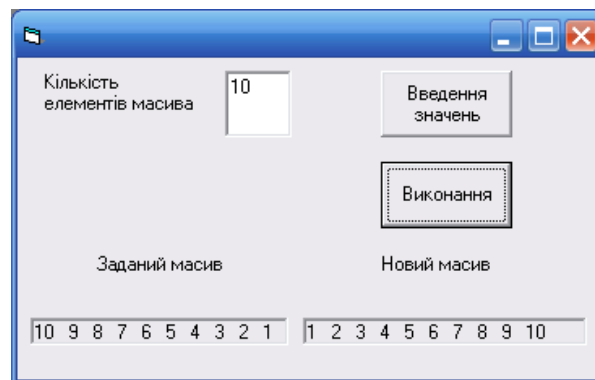 Кількість
елементів масива
10
Введення
значень
Виконання
Заданий масив
Новий масив
10 9 8 7 6 5 4 3 2 1
1 2 3 4 5 6 7 8 9 10